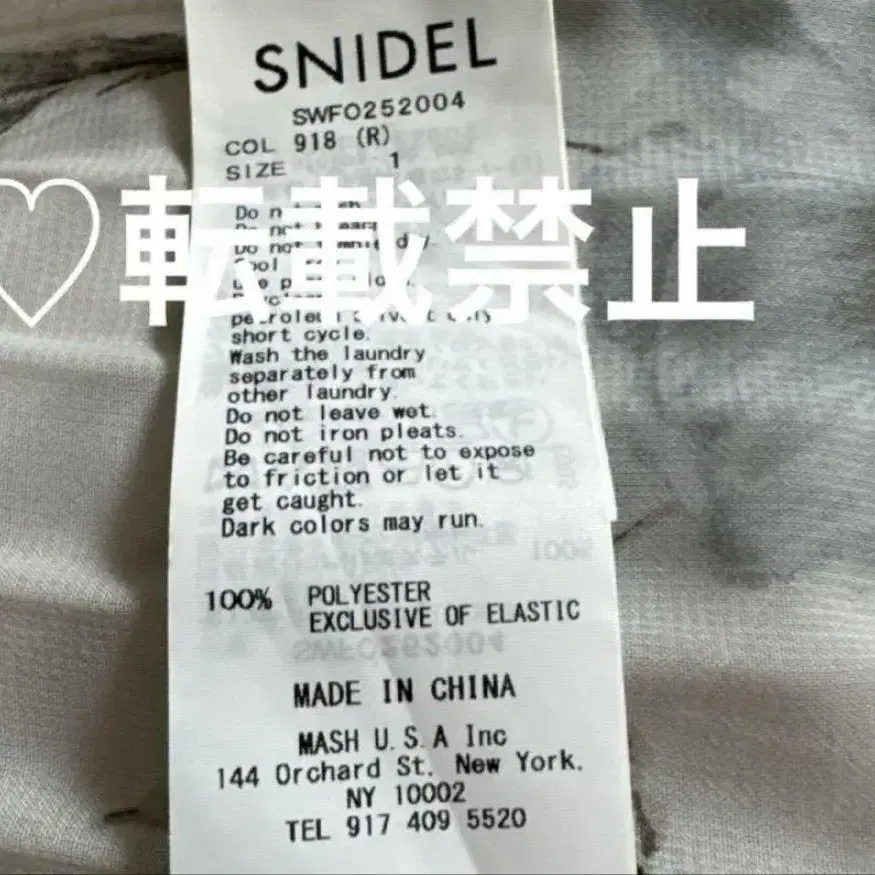 SNIDEL
SWFO252004
COL 918 (R)
SIZE 1
♡転載禁止
Do
Do not
short cycle.
Wash the laundry
separately from
other laundry.
Do not leave wet.
Do not iron pleats.
Be careful not to expose
to friction or let it
get caught.
Dark colors may run.
100% POLYESTER
EXCLUSIVE OF ELASTIC
MADE IN CHINA
MASH U.S.A Inc
144 Orchard St. New York.
NY 10002
TEL 917 409 5520